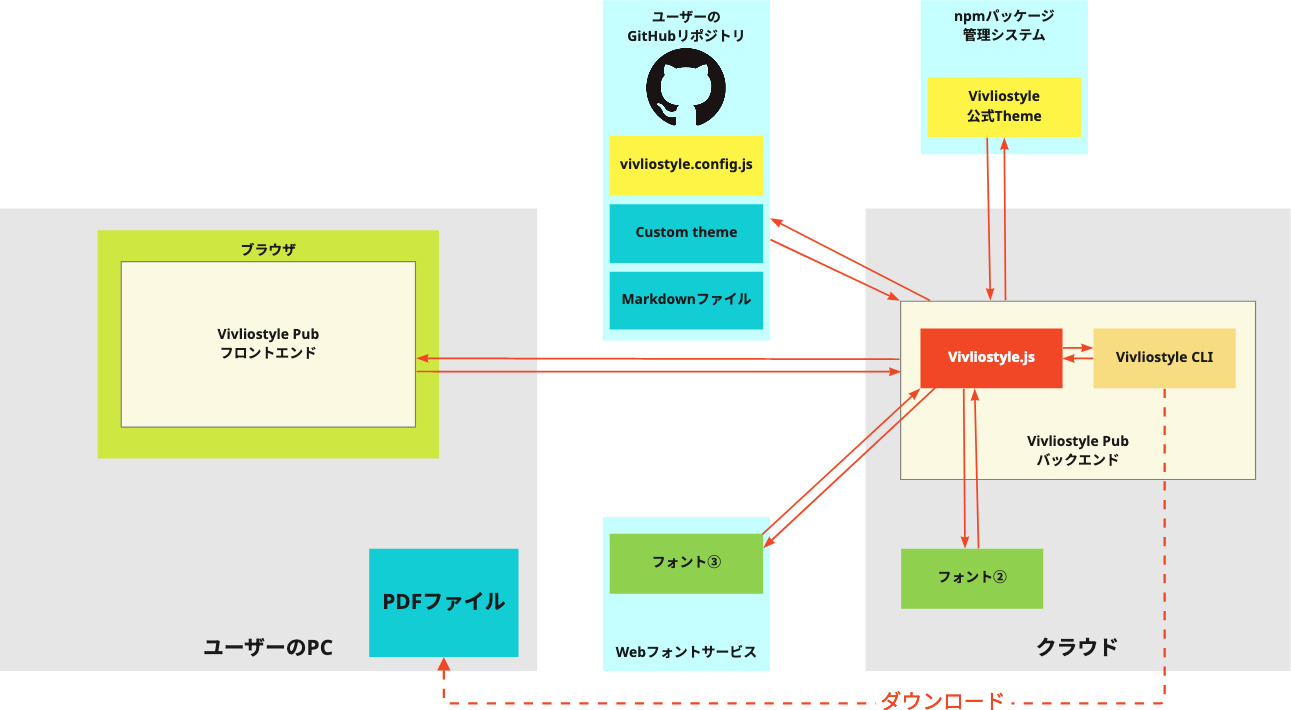 ユーザーの
GitHubリポジトリ
vivliostyle.config.js
Custom theme
Markdownファイル
npmパッケージ
管理システム
Vivliostyle
公式Theme
ブラウザ
Vivliostyle Pub
フロントエンド
PDFファイル
ユーザーのPC
Vivliostyle.js
Vivliostyle CLI
Vivliostyle Pub
バックエンド
フォント③
Webフォントサービス
フォント②
クラウド
ダウンロード